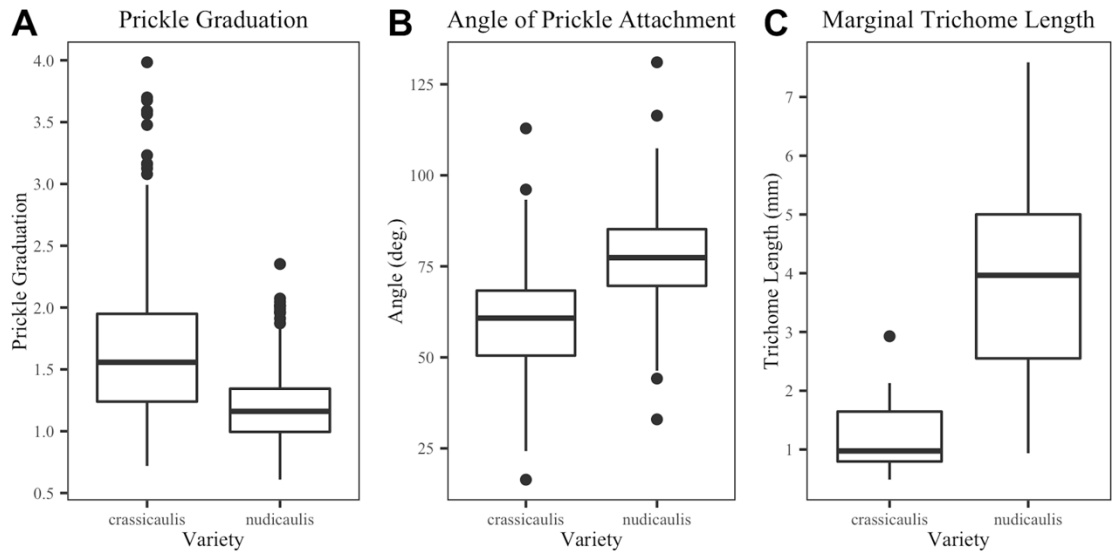 A Prickle Graduation
Prickle Graduation
4.0
3.5
3.0
2.5
2.0
1.5
1.0
0.5
crassicaulis nudicaulis
Variety
B Angle of Prickle Attachment
Angle (deg.)
125
100
75
50
25
crassicaulis nudicaulis
Variety
C Marginal Trichome Length
Trichome Length (mm)
7
6
5
4
3
2
1
crassicaulis nudicaulis
Variety